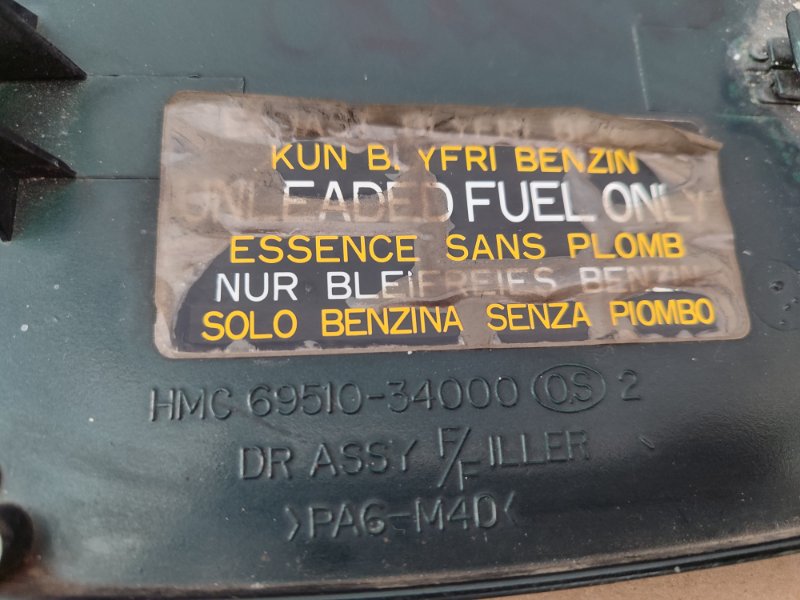 KUN BLYFRI BENZIN
UNLEADED FUEL ONLY
ESSENCE SANS PLOMB
NUR BLEIFREIES BENZIN
SOLO BENZINA SENZA PIOMBO
HMC 69510-34000 O.S 2
DR ASSY F/FILLER
>PA6-M40<